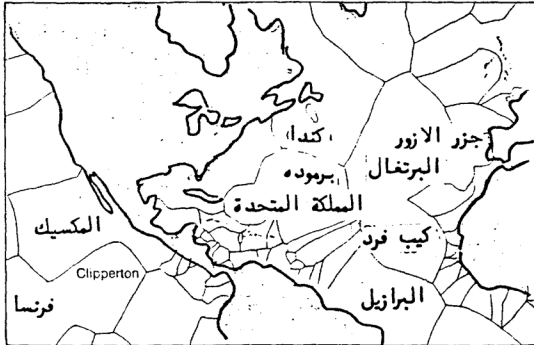 جزر الازور
البرتغال
كندا
برموده
المملكة المتحدة
كيب فرد
المكسيك
Clipperton
فرنسا
البرازيل